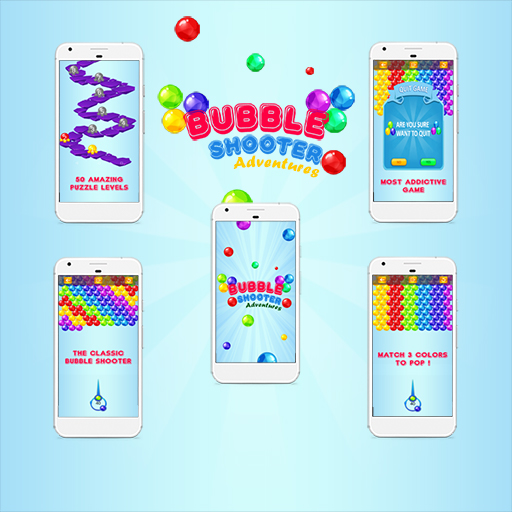 BUBBLE
SHOOTER
Adventures
50 AMAZING
PUZZLE LEVELS
QUIT GAME
ARE YOU SURE
WANT TO QUIT
MOST ADDICTIVE
GAME
BUBBLE
SHOOTER
Adventures
THE CLASSIC
BUBBLE SHOOTER
MATCH 3 COLORS
TO POP !